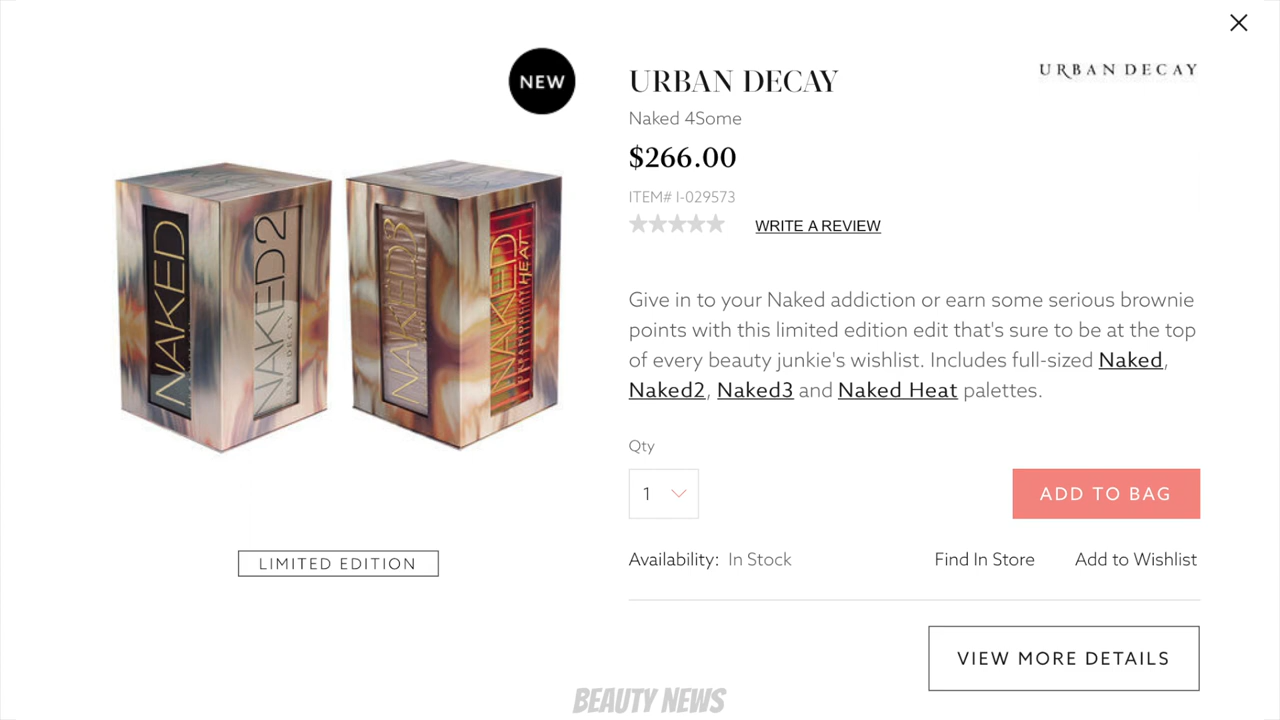 NEW
URBAN DECAY
URBAN DECAY
Naked 4Some
$266.00
ITEM# I-029573
WRITE A REVIEW
NAKED
NAKED2
URBAN DECAY
NAKED3
NAKED HEAT
URBAN DECAY
Give in to your Naked addiction or earn some serious brownie
points with this limited edition edit that's sure to be at the top
of every beauty junkie's wishlist. Includes full-sized Naked,
Naked2, Naked3 and Naked Heat palettes.
Qty
1
ADD TO BAG
LIMITED EDITION
Availability: In Stock
Find In Store
Add to Wishlist
VIEW MORE DETAILS
BEAUTY NEWS